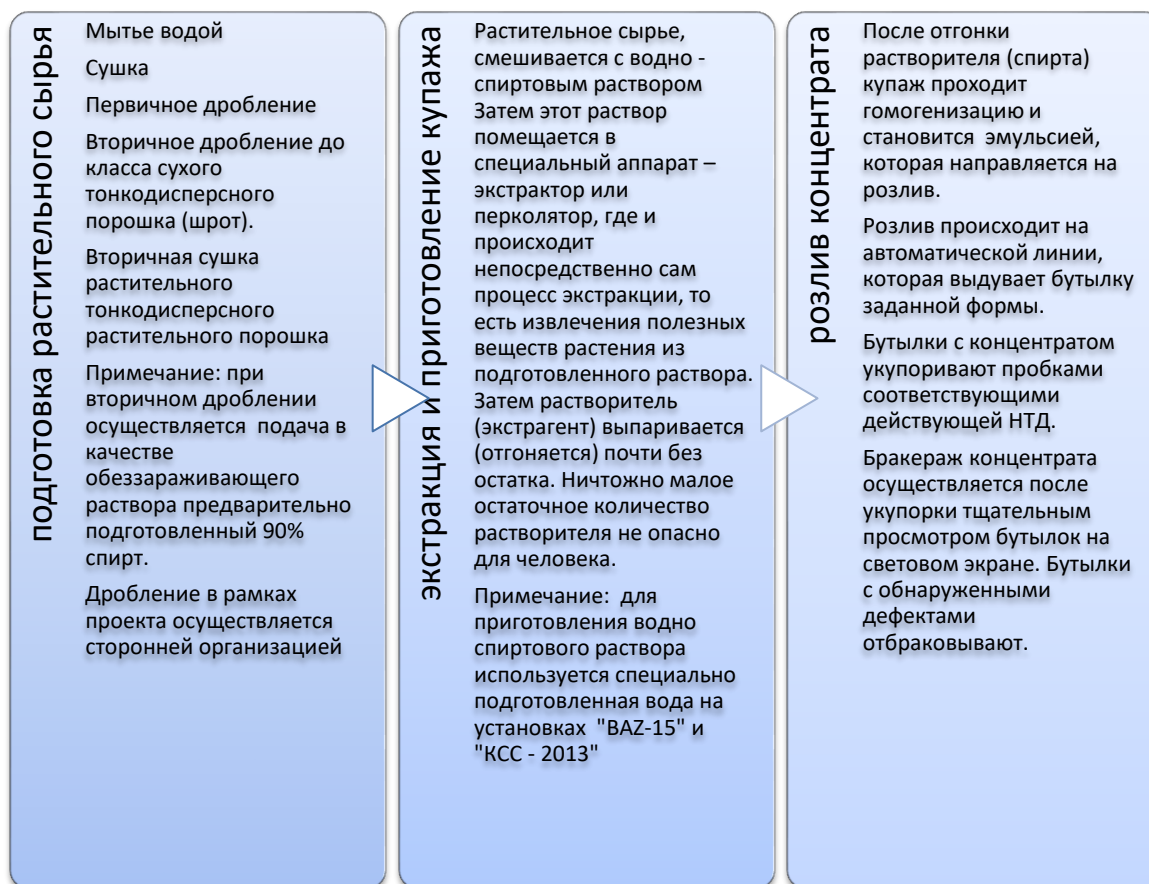 подготовка растительного сырья
Мытье водой
Сушка
Первичное дробление
Вторичное дробление до
класса сухого
тонкодисперсного
порошка (шрот).
Вторичная сушка
растительного
тонкодисперсного
растительного порошка
Примечание: при
вторичном дроблении
осуществляется подача в
качестве
обеззараживающего
раствора предварительно
подготовленный 90%
спирт.
Дробление в рамках
проекта осуществляется
сторонней организацией
экстракция и приготовление купажа
Растительное сырье,
смешивается с водно -
спиртовым раствором
Затем этот раствор
помещается в
специальный аппарат –
экстрактор или
перколятор, где и
происходит
непосредственно сам
процесс экстракции, то
есть извлечения полезных
веществ растения из
подготовленного раствора.
Затем растворитель
(экстрагент) выпаривается
(отгоняется) почти без
остатка. Ничтожно малое
остаточное количество
растворителя не опасно
для человека.
Примечание: для
приготовления водно
спиртового раствора
используется специально
подготовленная вода на
установках "BAZ-15" и
"КСС - 2013"
розлив концентрата
После отгонки
растворителя (спирта)
купаж проходит
гомогенизацию и
становится эмульсией,
которая направляется на
розлив.
Розлив происходит на
автоматической линии,
которая выдувает бутылку
заданной формы.
Бутылки с концентратом
укупоривают пробками
соответствующими
действующей НТД.
Бракераж концентрата
осуществляется после
укупорки тщательным
просмотром бутылок на
световом экране. Бутылки
с обнаруженными
дефектами
отбраковывают.